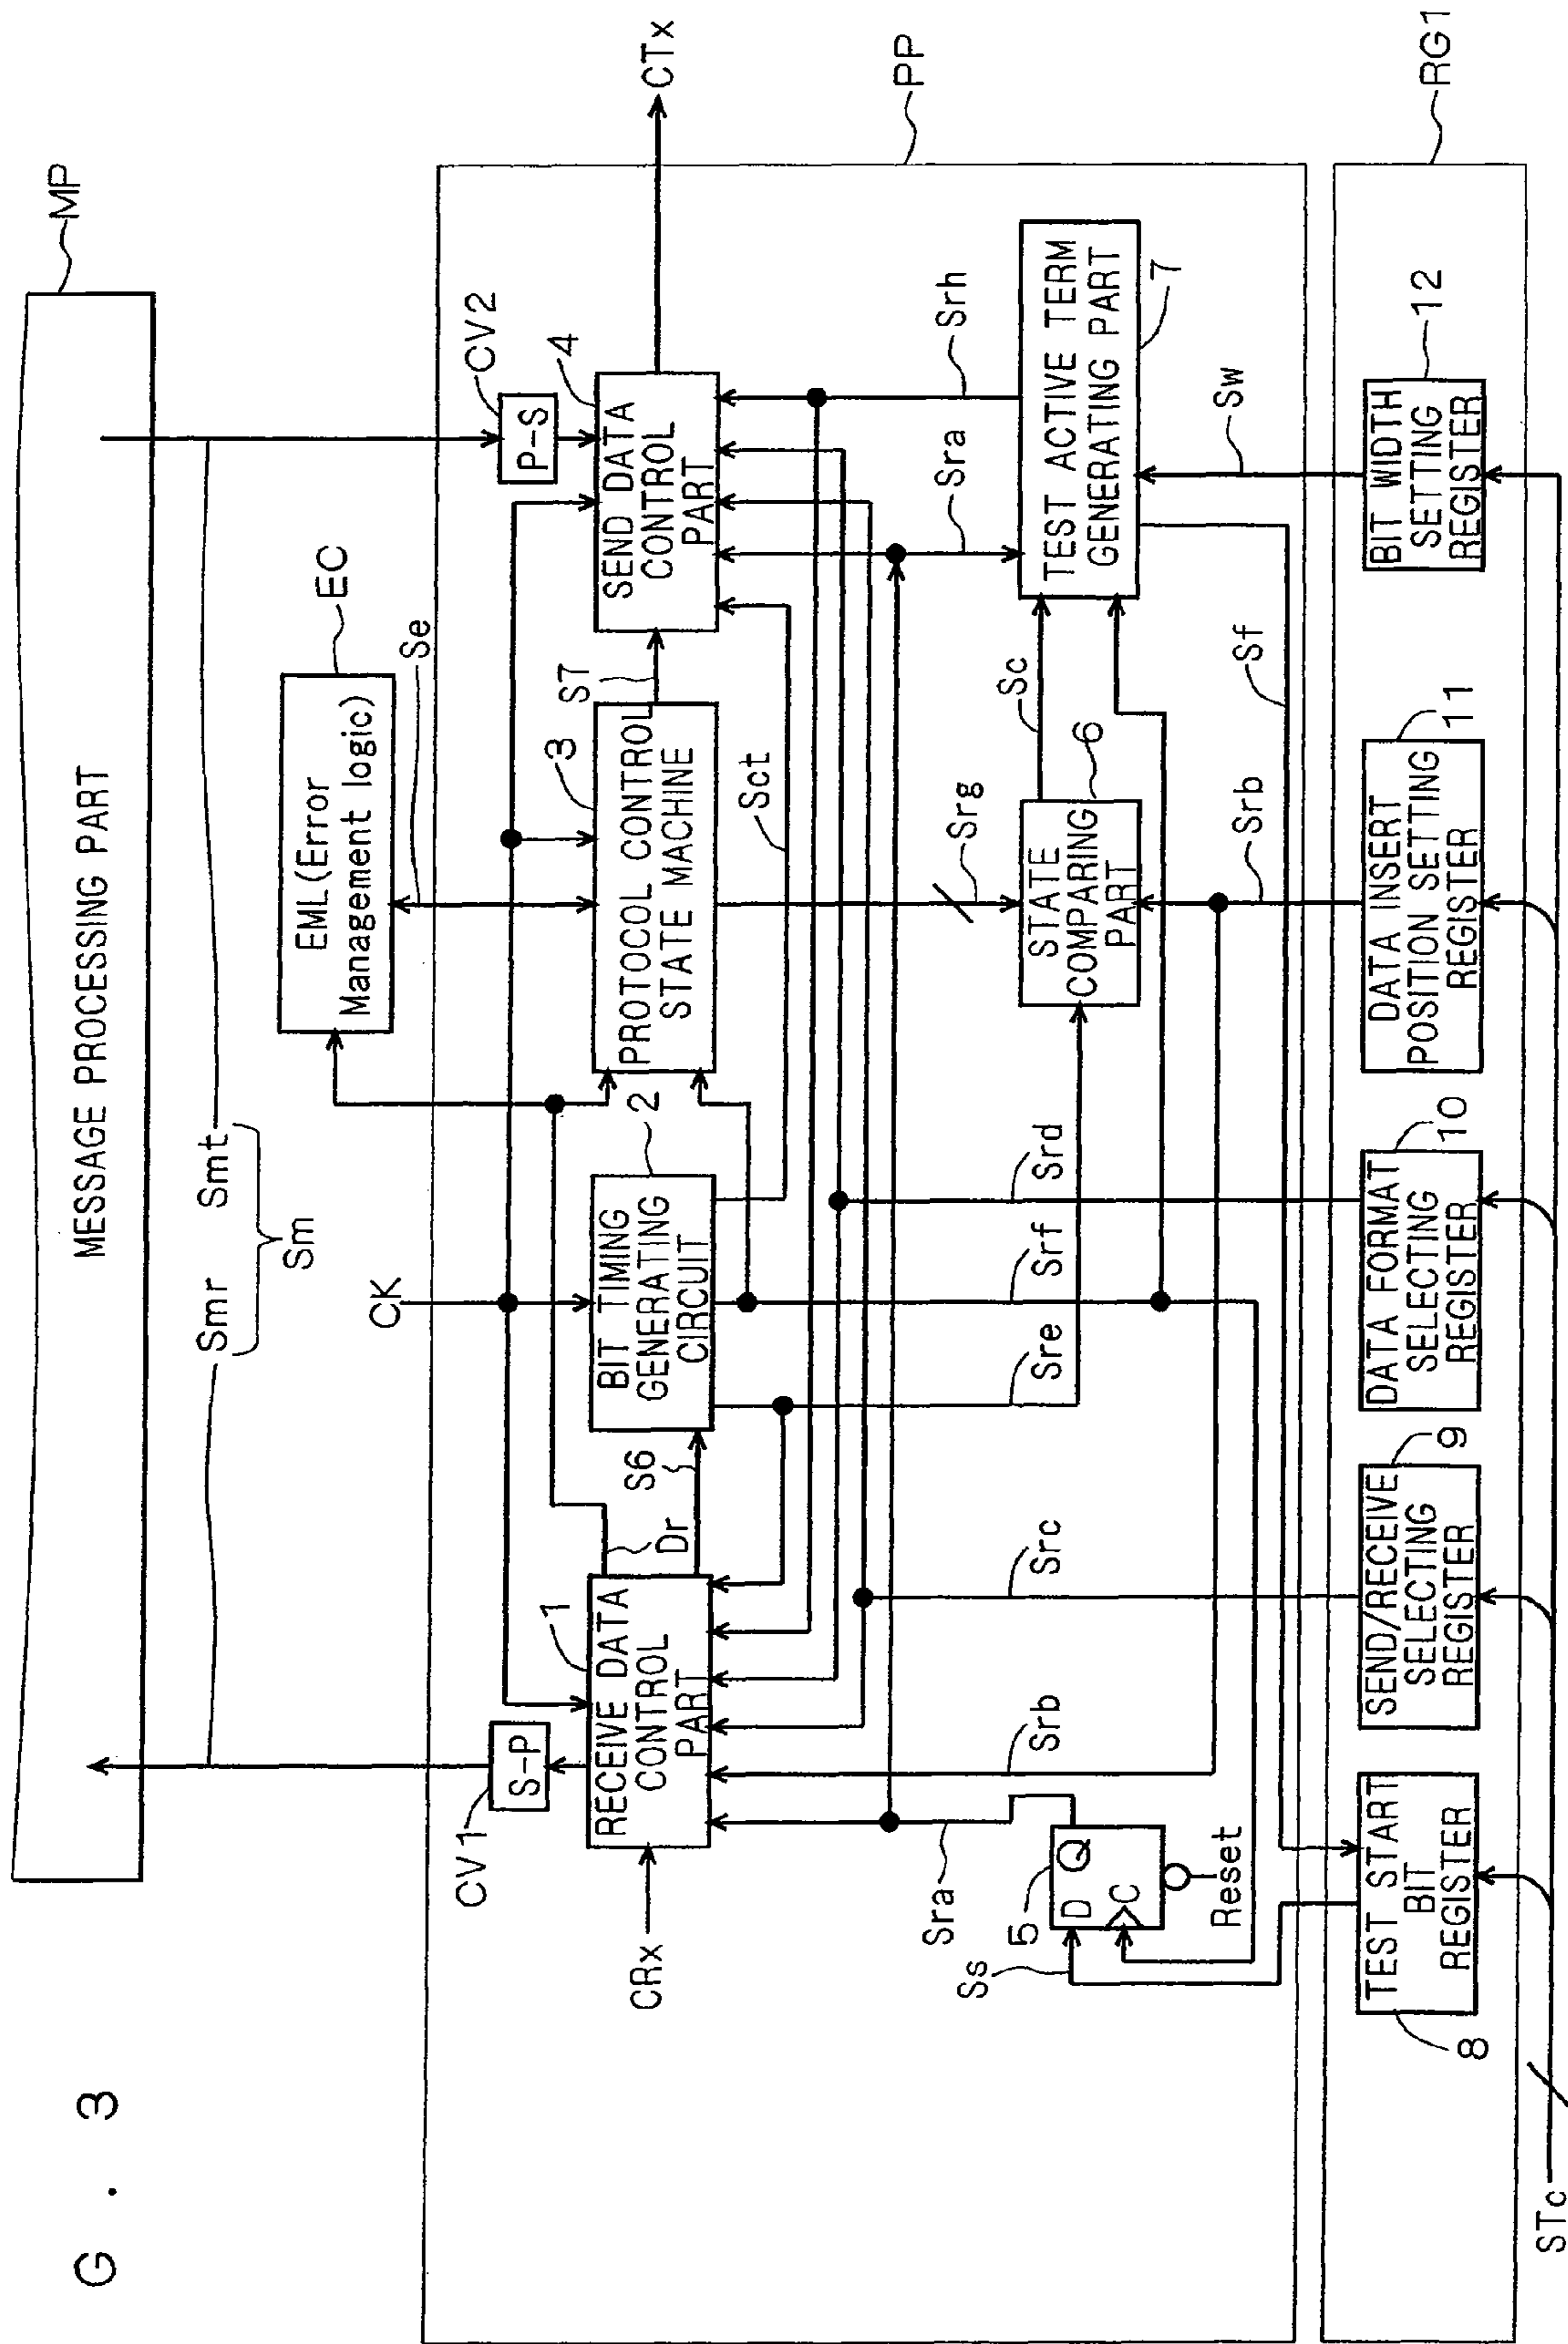 G . 3
MP
MESSAGE PROCESSING PART
Smr
Smt
Sm
EML(Error
Management logic)
EC
Se
CK
CV1
S-P
CV2
P-S
CTx
CRx
1
RECEIVE DATA
CONTROL
PART
Dr
S6
2
BIT TIMING
GENERATING
CIRCUIT
3
PROTOCOL CONTROL
STATE MACHINE
S7
4
SEND DATA
CONTROL
PART
Sct
PP
Sra
Srb
Src
Sre
Srf
Srd
Srg
Sc
Sra
Srh
5
D
Q
C
Reset
Ss
6
STATE
COMPARING
PART
7
TEST ACTIVE TERM
GENERATING PART
Srb
Sf
Sw
8
TEST START
BIT
REGISTER
9
SEND/RECEIVE
SELECTING
REGISTER
10
DATA FORMAT
SELECTING
REGISTER
11
DATA INSERT
POSITION SETTING
REGISTER
12
BIT WIDTH
SETTING
REGISTER
RG1
STc